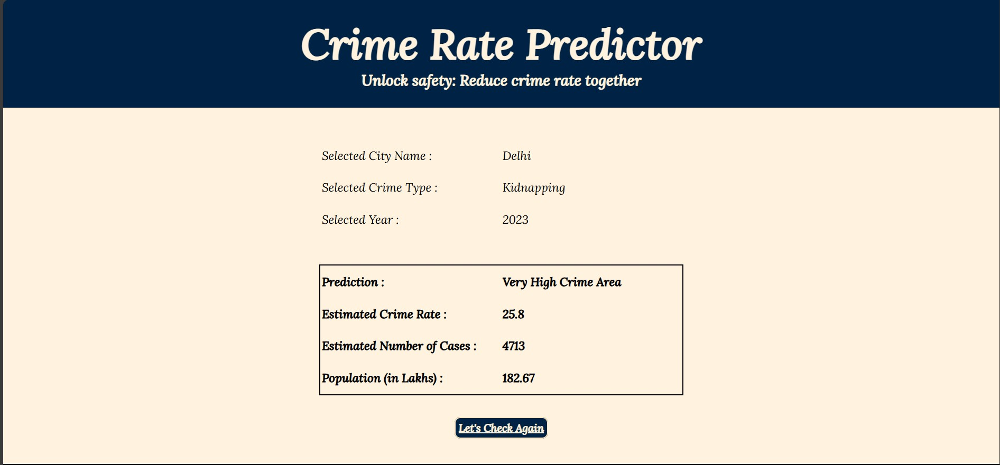 Crime Rate Predictor
Unlock safety: Reduce crime rate together
Selected City Name : Delhi
Selected Crime Type : Kidnapping
Selected Year : 2023
Prediction : Very High Crime Area
Estimated Crime Rate : 25.8
Estimated Number of Cases : 4713
Population (in Lakhs) : 182.67
Let's Check Again